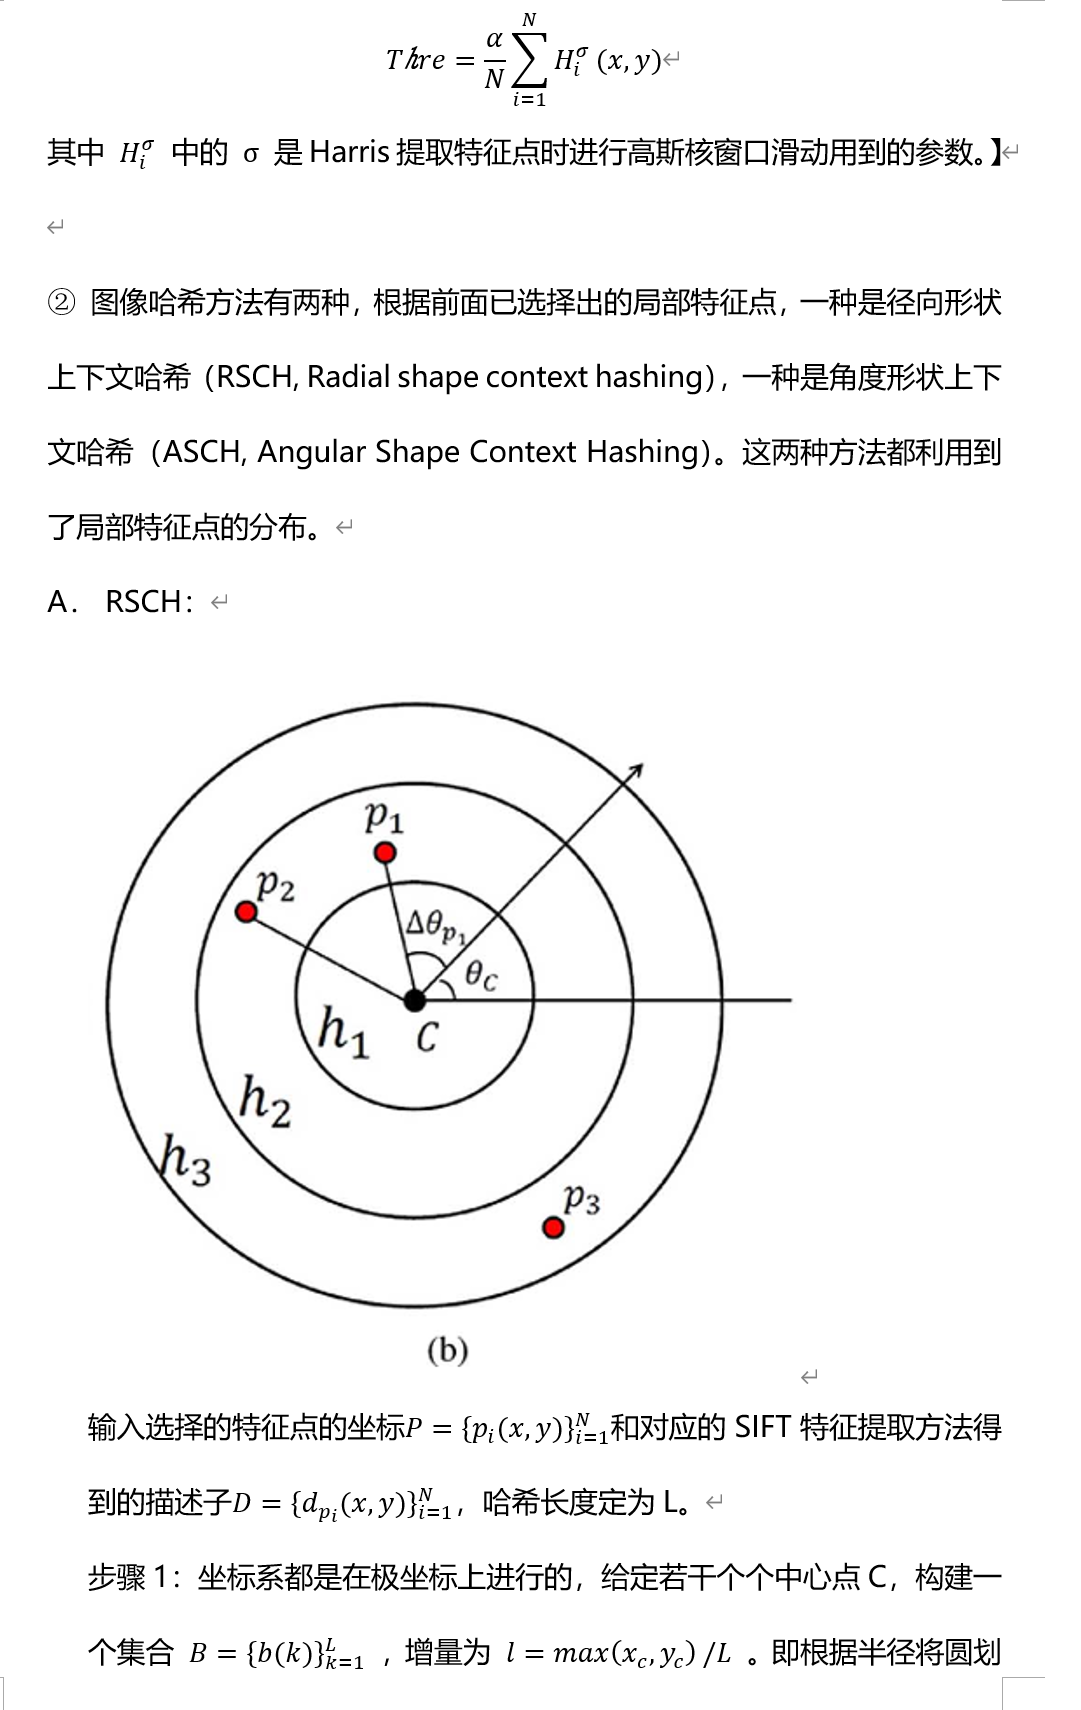 Thre = \frac{α}{N} \sum_{i=1}^{N} H_i^σ (x, y)
其中 H_i^σ 中的 σ 是 Harris 提取特征点时进行高斯核窗口滑动用到的参数。】
② 图像哈希方法有两种，根据前面已选择出的局部特征点，一种是径向形状
上下文哈希（RSCH, Radial shape context hashing），一种是角度形状上下
文哈希（ASCH, Angular Shape Context Hashing）。这两种方法都利用到
了局部特征点的分布。
A. RSCH：
p_1
p_2
Δθ_{p_1}
θ_C
h_1 C
h_2
h_3
p_3
(b)
输入选择的特征点的坐标P = {p_i(x, y)}_{i=1}^N和对应的 SIFT 特征提取方法得
到的描述子D = {d_{p_i}(x, y)}_{i=1}^N，哈希长度定为 L。
步骤 1：坐标系都是在极坐标上进行的，给定若干个个中心点 C，构建一
个集合 B = {b(k)}_{k=1}^L ，增量为 l = max(x_c, y_c) /L 。即根据半径将圆划